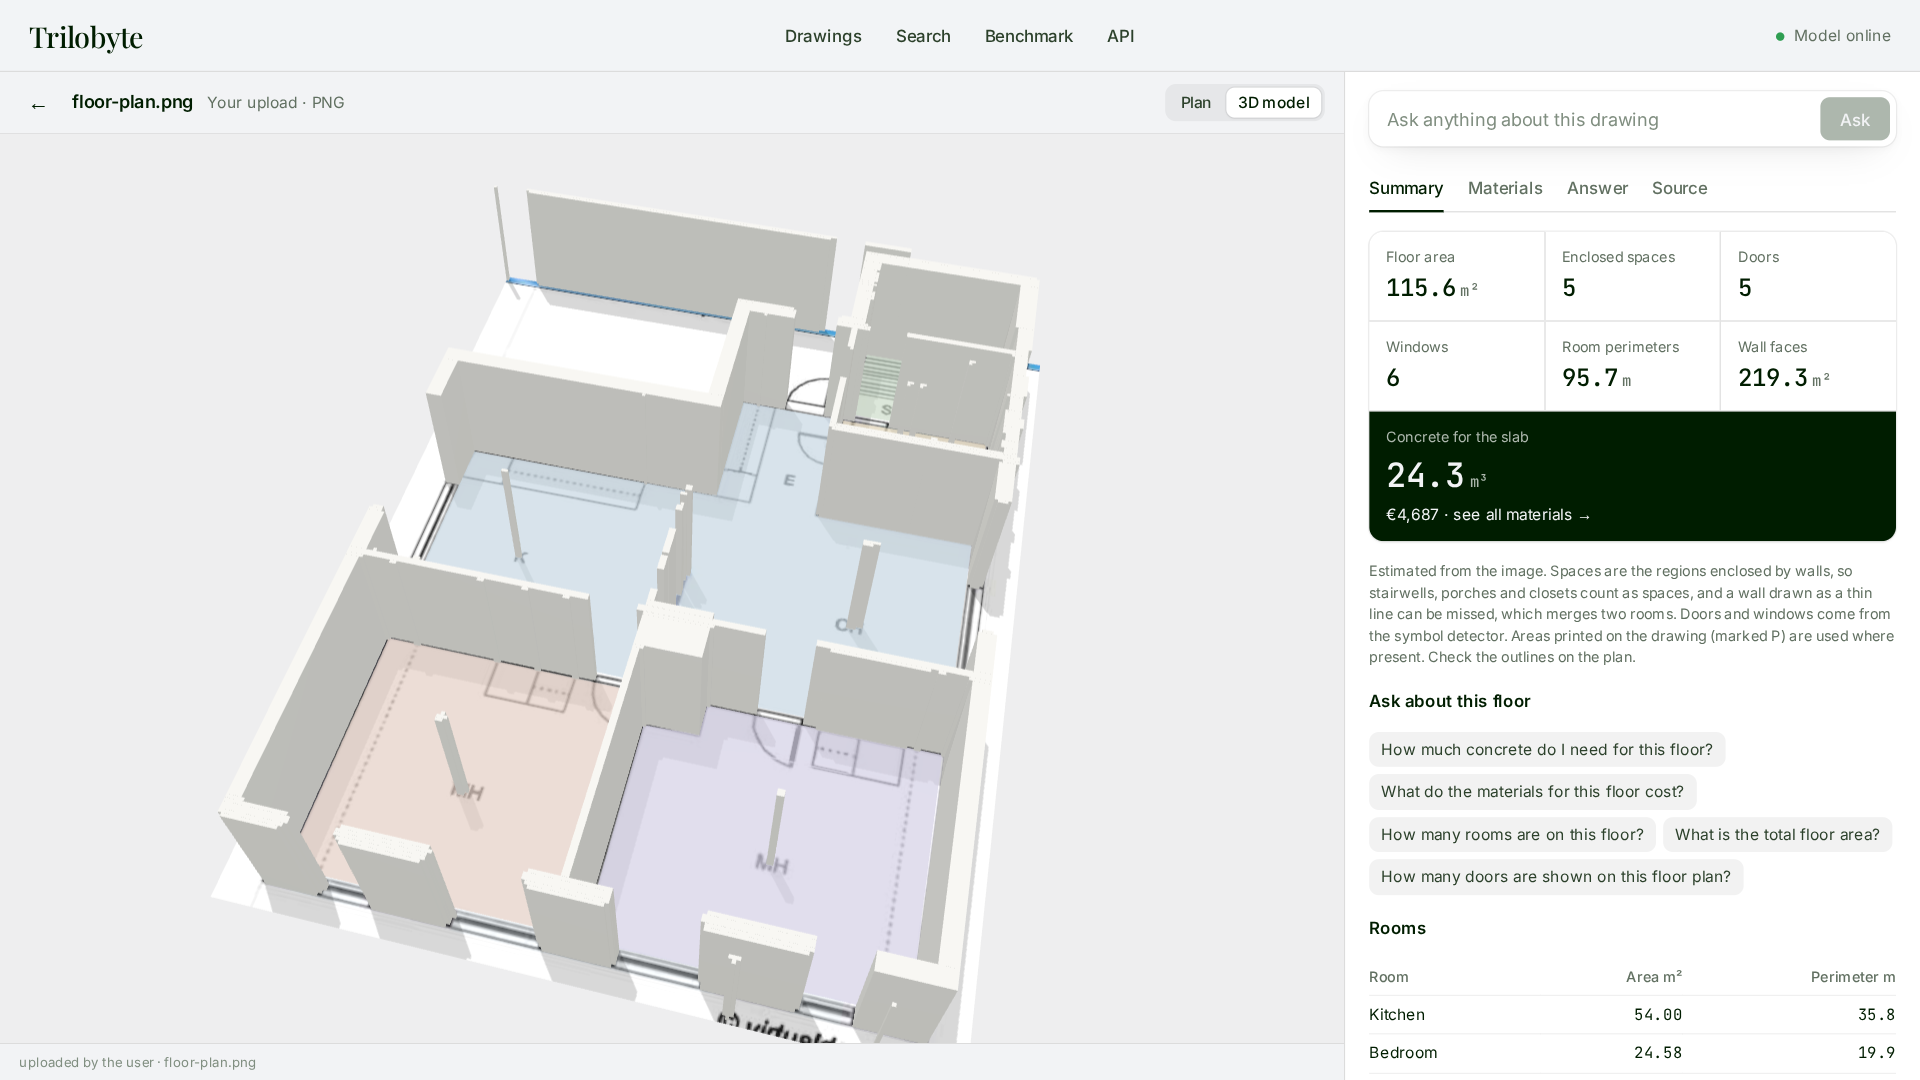 Trilobyte
Drawings Search Benchmark API
Model online
← floor-plan.png Your upload · PNG
Plan 3D model
S
E
K
OH
MH
MH
uploaded by the user · floor-plan.png
Ask anything about this drawing Ask
Summary Materials Answer Source
Floor area Enclosed spaces Doors
115.6 m² 5 5
Windows Room perimeters Wall faces
6 95.7 m 219.3 m²
Concrete for the slab
24.3 m³
€4,687 · see all materials →
Estimated from the image. Spaces are the regions enclosed by walls, so
stairwells, porches and closets count as spaces, and a wall drawn as a thin
line can be missed, which merges two rooms. Doors and windows come from
the symbol detector. Areas printed on the drawing (marked P) are used where
present. Check the outlines on the plan.
Ask about this floor
How much concrete do I need for this floor?
What do the materials for this floor cost?
How many rooms are on this floor? What is the total floor area?
How many doors are shown on this floor plan?
Rooms
Room Area m² Perimeter m
Kitchen 54.00 35.8
Bedroom 24.58 19.9